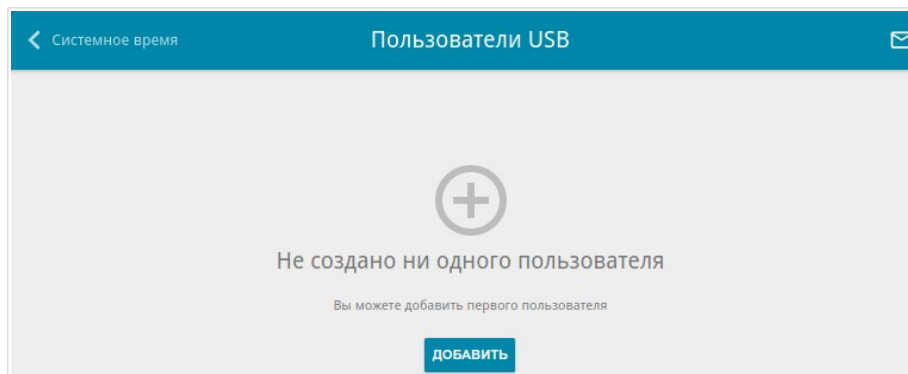 Системное время
Пользователи USB
Не создано ни одного пользователя
Вы можете добавить первого пользователя
ДОБАВИТЬ